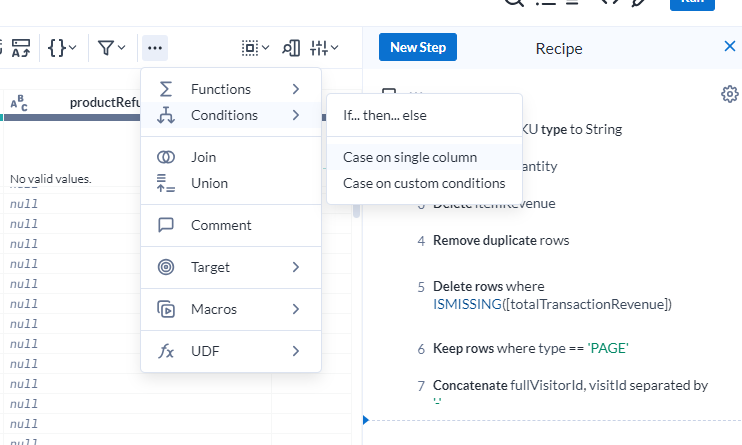 Run
New Step
Recipe
ABC
productRefu
No valid values.
null
null
null
null
null
null
null
null
null
null
null
null
Functions
Conditions
Join
Union
Comment
Target
Macros
fx UDF
If... then... else
Case on single column
Case on custom conditions
KU type to String
antity
3 Delete itemRevenue
4 Remove duplicate rows
5 Delete rows where
ISMISSING([totalTransactionRevenue])
6 Keep rows where type == 'PAGE'
7 Concatenate fullVisitorId, visitId separated by
'-'